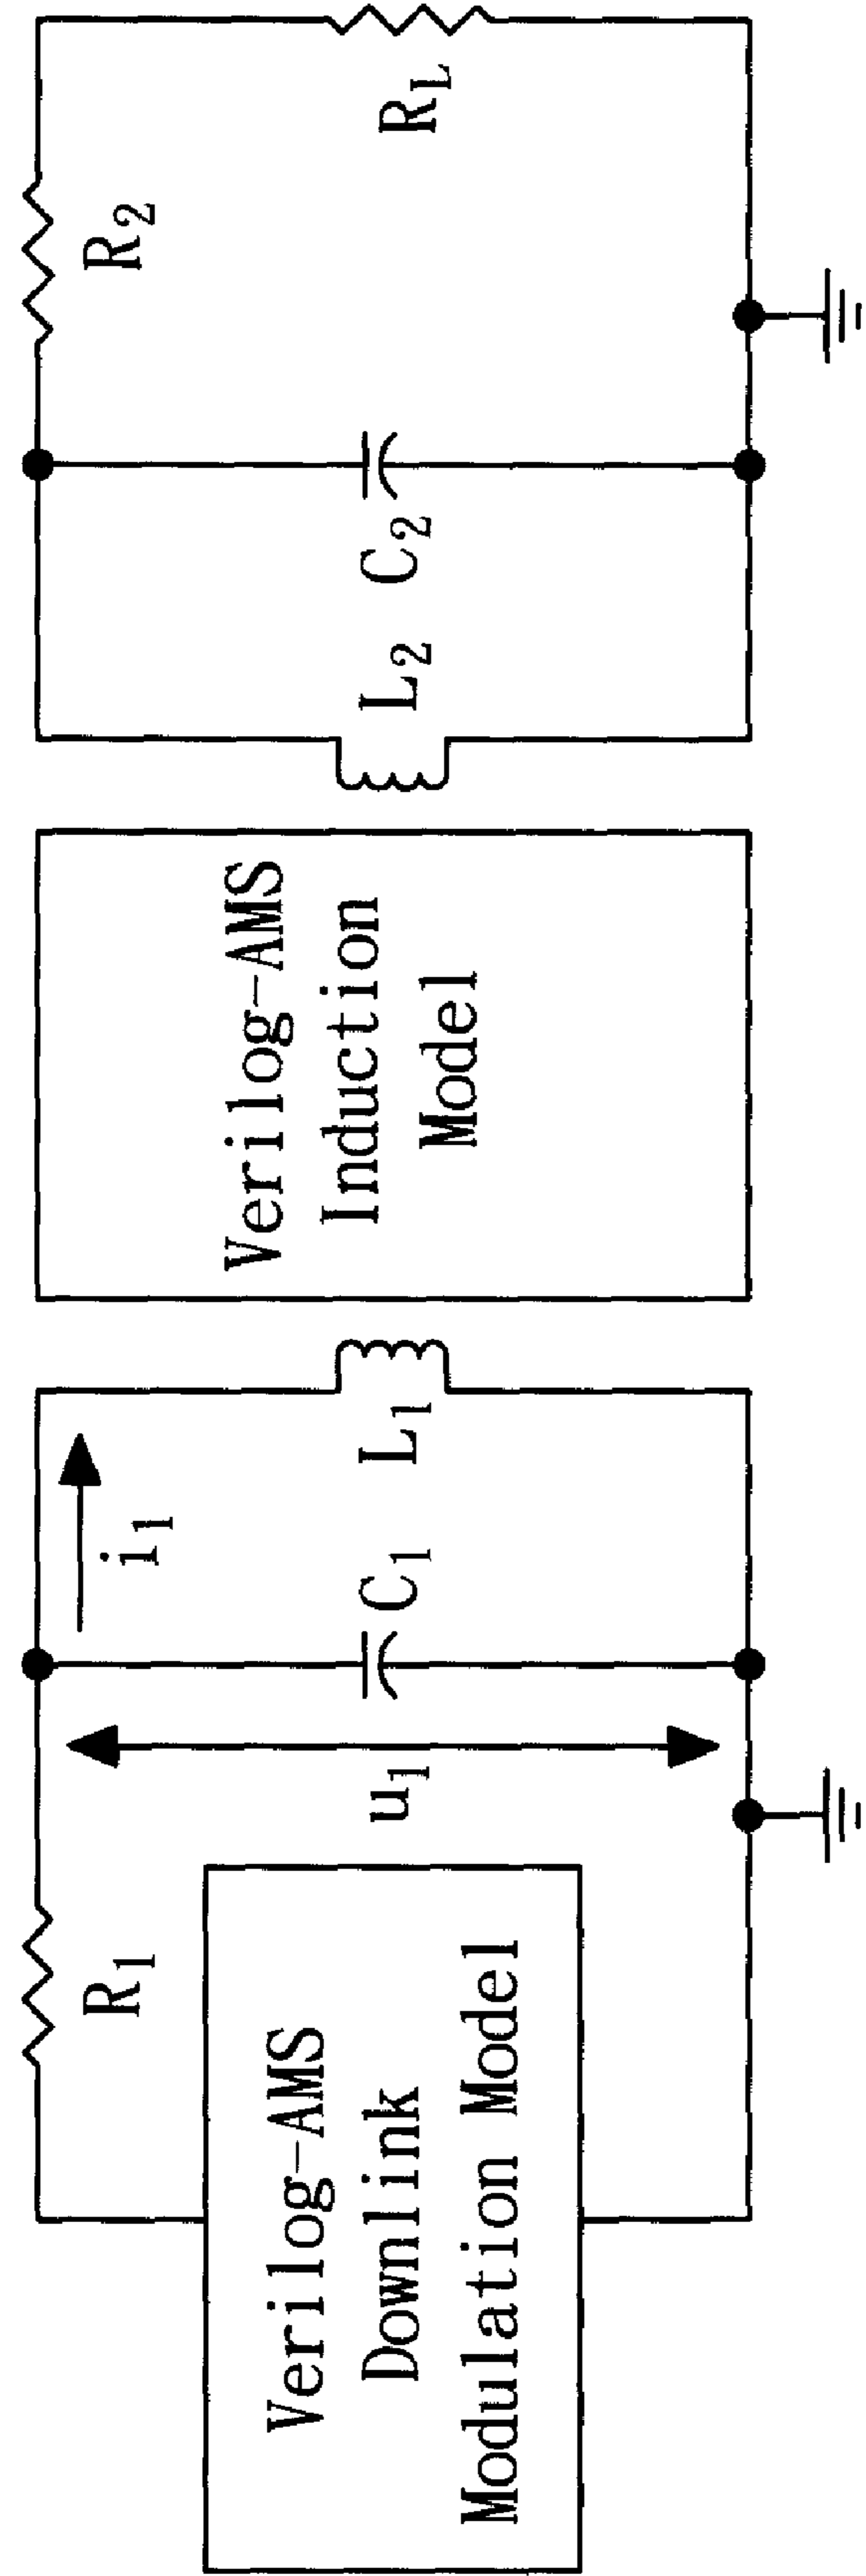 Verilog-AMS
Downlink
Modulation Model
R1
u1
C1
i1
L1
Verilog-AMS
Induction
Model
L2
C2
R2
RL